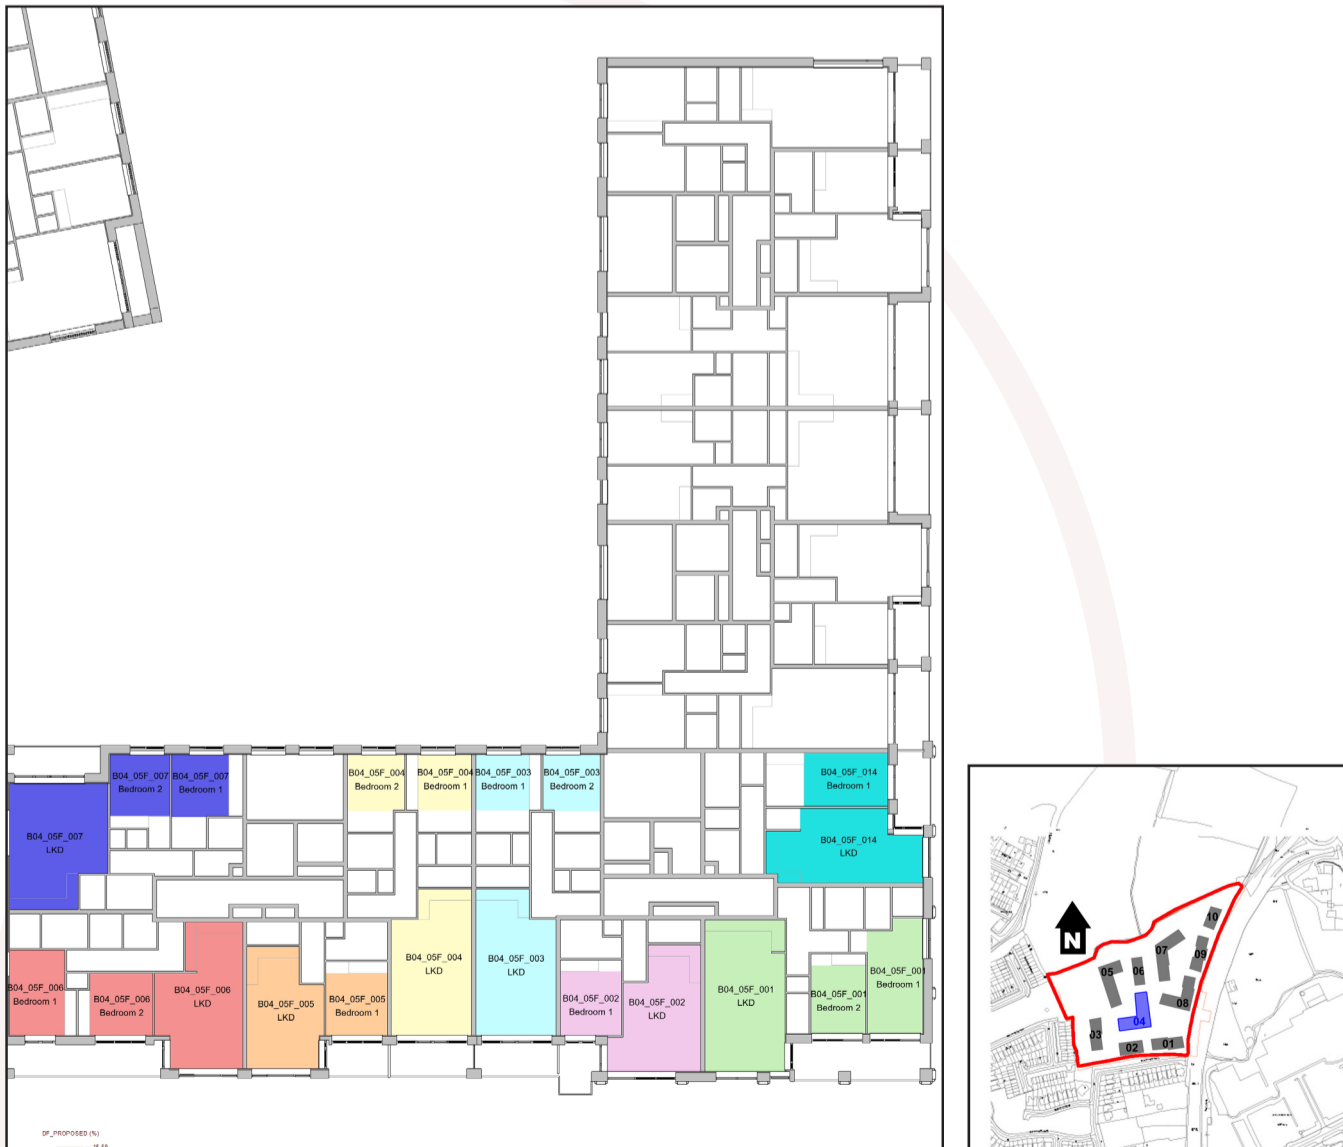 B04_05F_007
Bedroom 2
B04_05F_007
Bedroom 1
B04_05F_004
Bedroom 2
B04_05F_004
Bedroom 1
B04_05F_003
Bedroom 1
B04_05F_003
Bedroom 2
B04_05F_014
Bedroom 1
B04_05F_007
LKD
B04_05F_014
LKD
B04_05F_006
Bedroom 1
B04_05F_006
Bedroom 2
B04_05F_006
LKD
B04_05F_005
LKD
B04_05F_005
Bedroom 1
B04_05F_004
LKD
B04_05F_003
LKD
B04_05F_002
Bedroom 1
B04_05F_002
LKD
B04_05F_001
LKD
B04_05F_001
Bedroom 2
B04_05F_001
Bedroom 1
DF_PROPOSED (%)
N
10
09
07
06
05
08
04
03
02
01